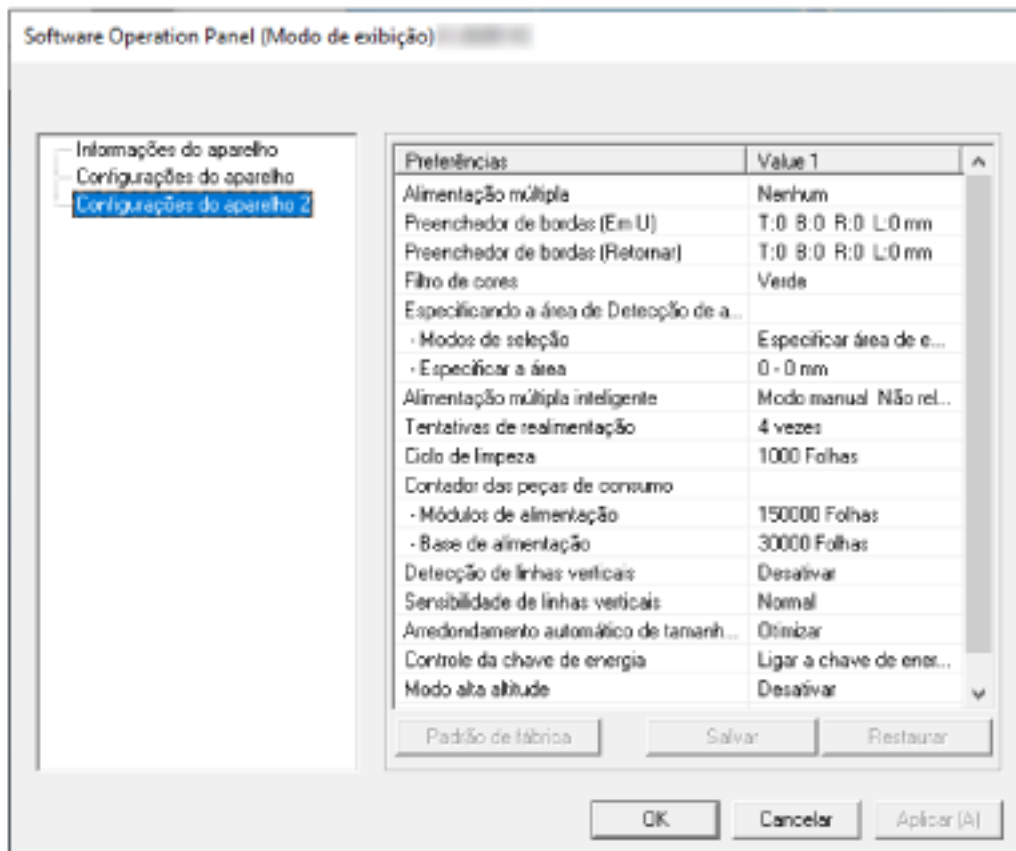 Software Operation Panel (Modo de exibição)
Informações do aparelho
Configurações do aparelho
Configurações do aparelho 2
Preferências Value 1
Alimentação múltipla Nenhum
Preenchedor de bordas (Em U) T:0 B:0 R:0 L:0 mm
Preenchedor de bordas (Retornar) T:0 B:0 R:0 L:0 mm
Filtro de cores Verde
Especificando a área de Detecção de a...
- Modos de seleção Especificar área de e...
- Especificar a área 0 - 0 mm
Alimentação múltipla inteligente Modo manual Não rel...
Tentativas de realimentação 4 vezes
Ciclo de limpeza 1000 Folhas
Contador das peças de consumo
- Módulos de alimentação 150000 Folhas
- Base de alimentação 30000 Folhas
Detecção de linhas verticais Desativar
Sensibilidade de linhas verticais Normal
Arredondamento automático de tamanh... Otimizar
Controle da chave de energia Ligar a chave de ener...
Modo alta altitude Desativar
Padrão de fábrica Salvar Restaurar
OK Cancelar Aplicar (A)